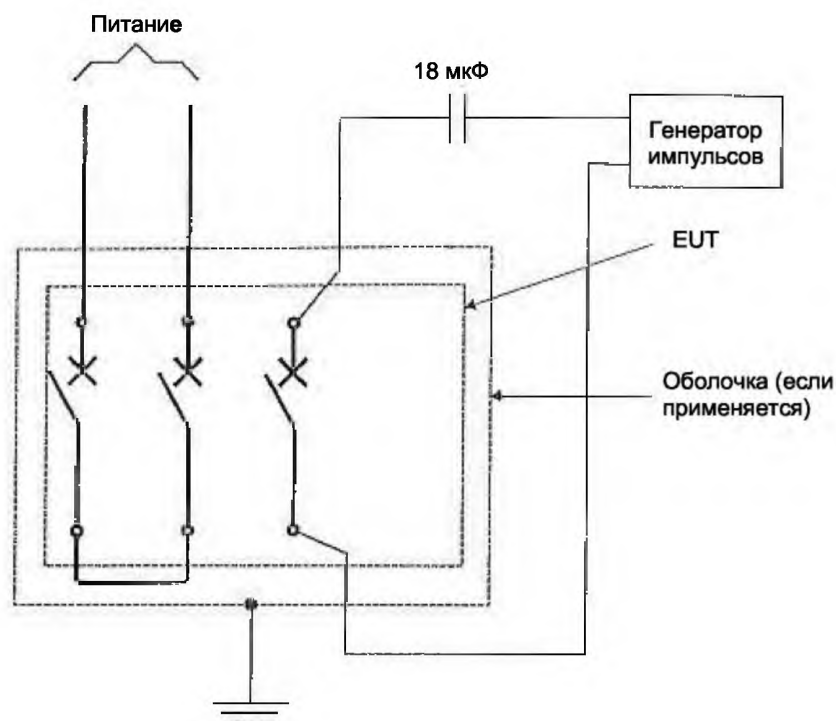 Питание
18 мкФ
Генератор
импульсов
EUT
Оболочка (если
применяется)